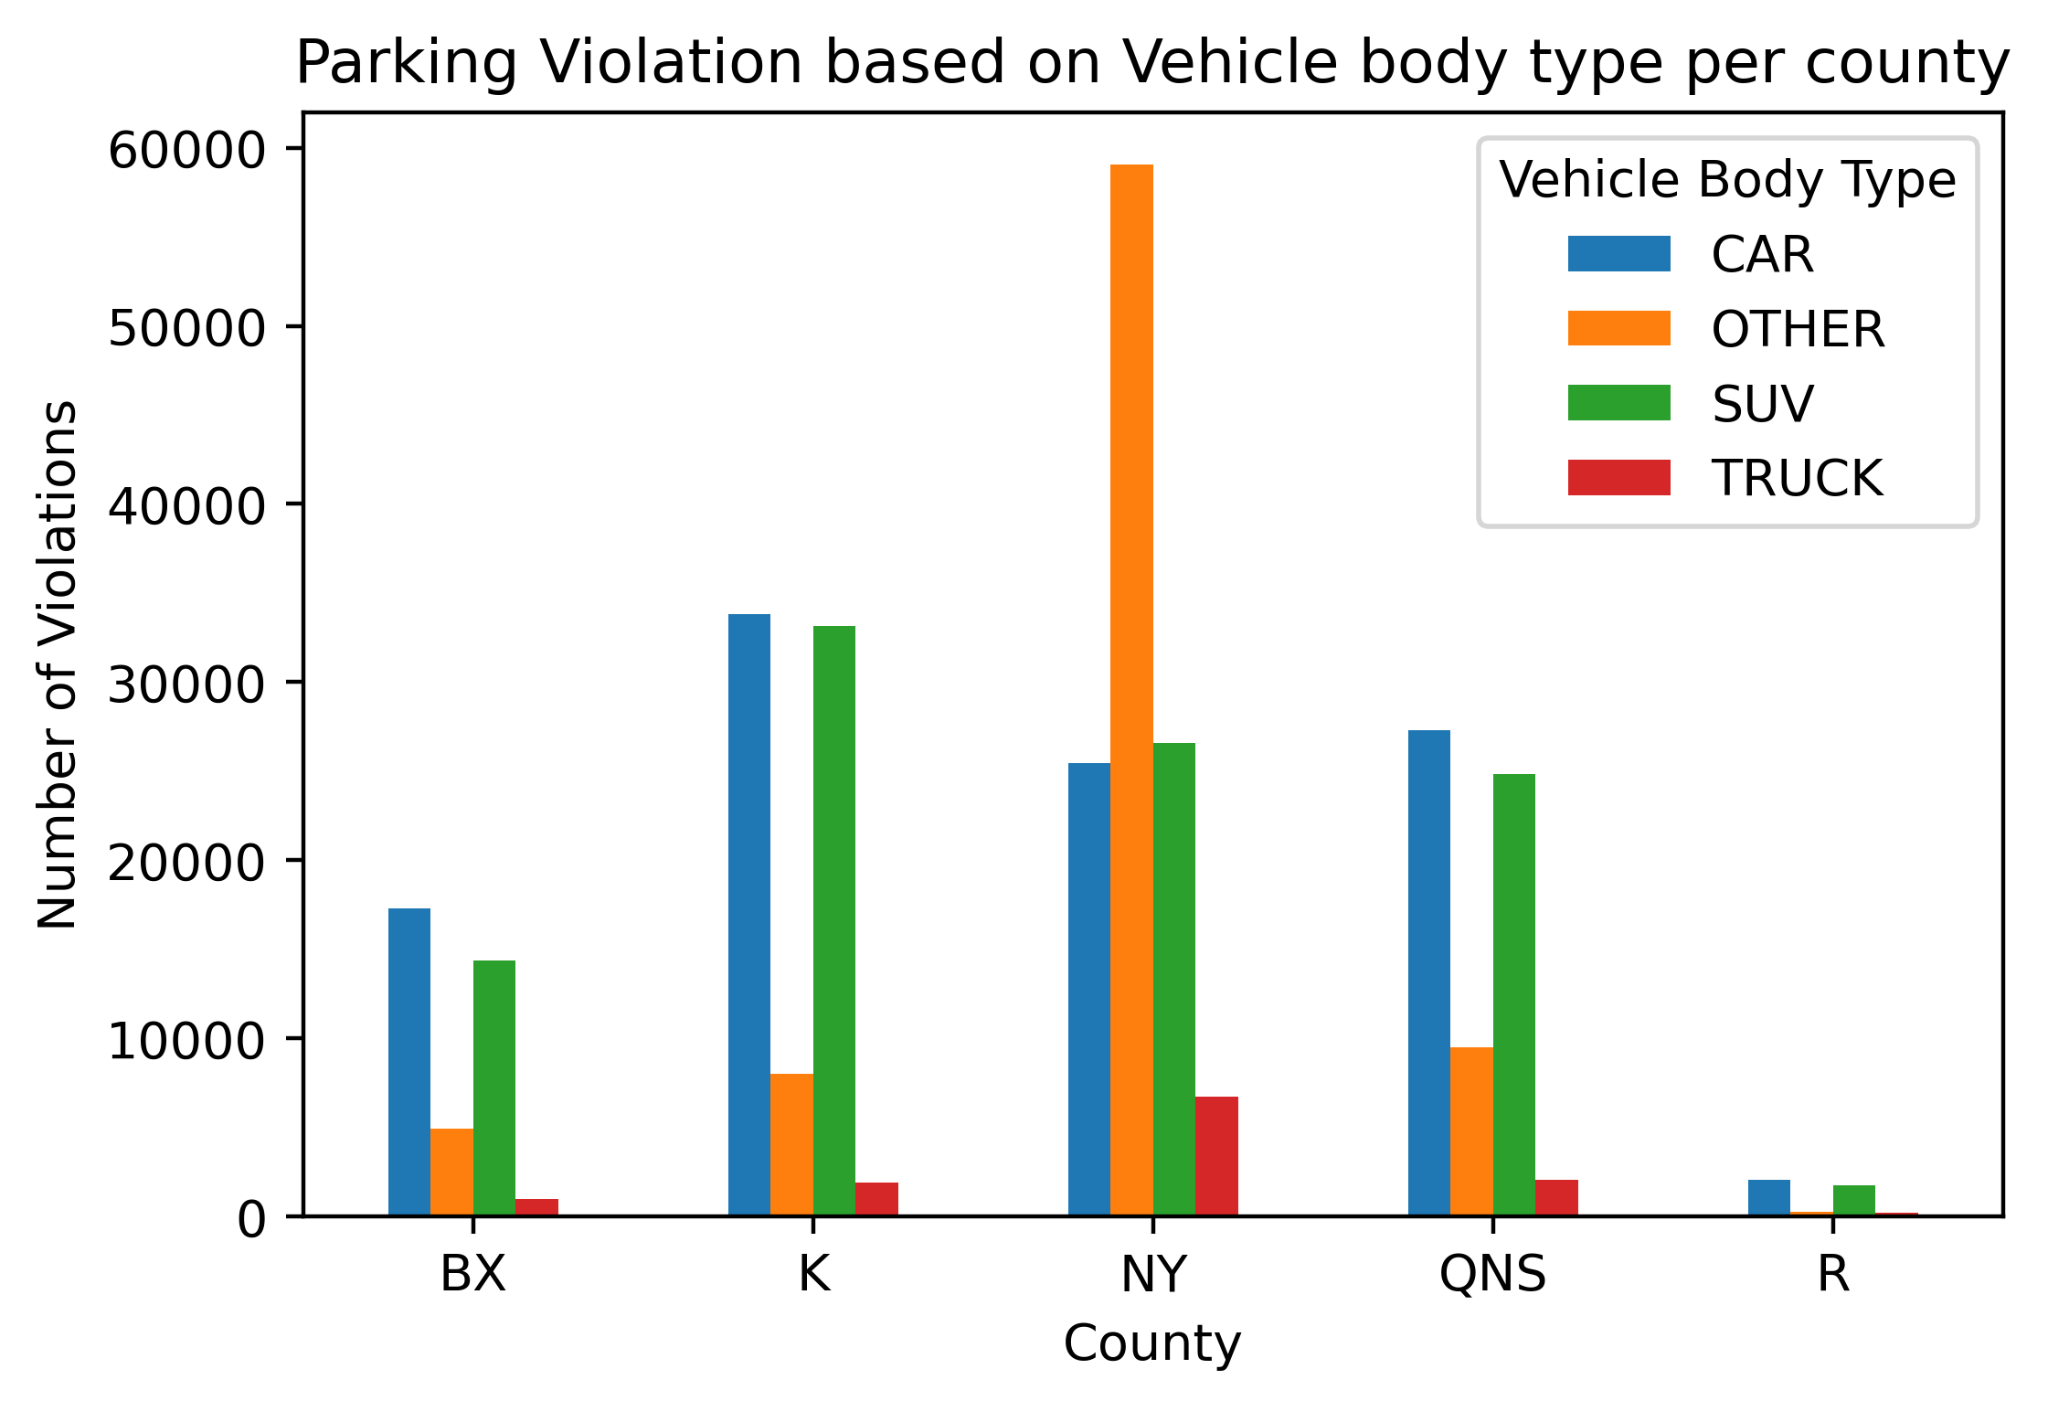 Parking Violation based on Vehicle body type per county
Number of Violations
60000
50000
40000
30000
20000
10000
0
Vehicle Body Type
CAR
OTHER
SUV
TRUCK
BX K NY QNS R
County